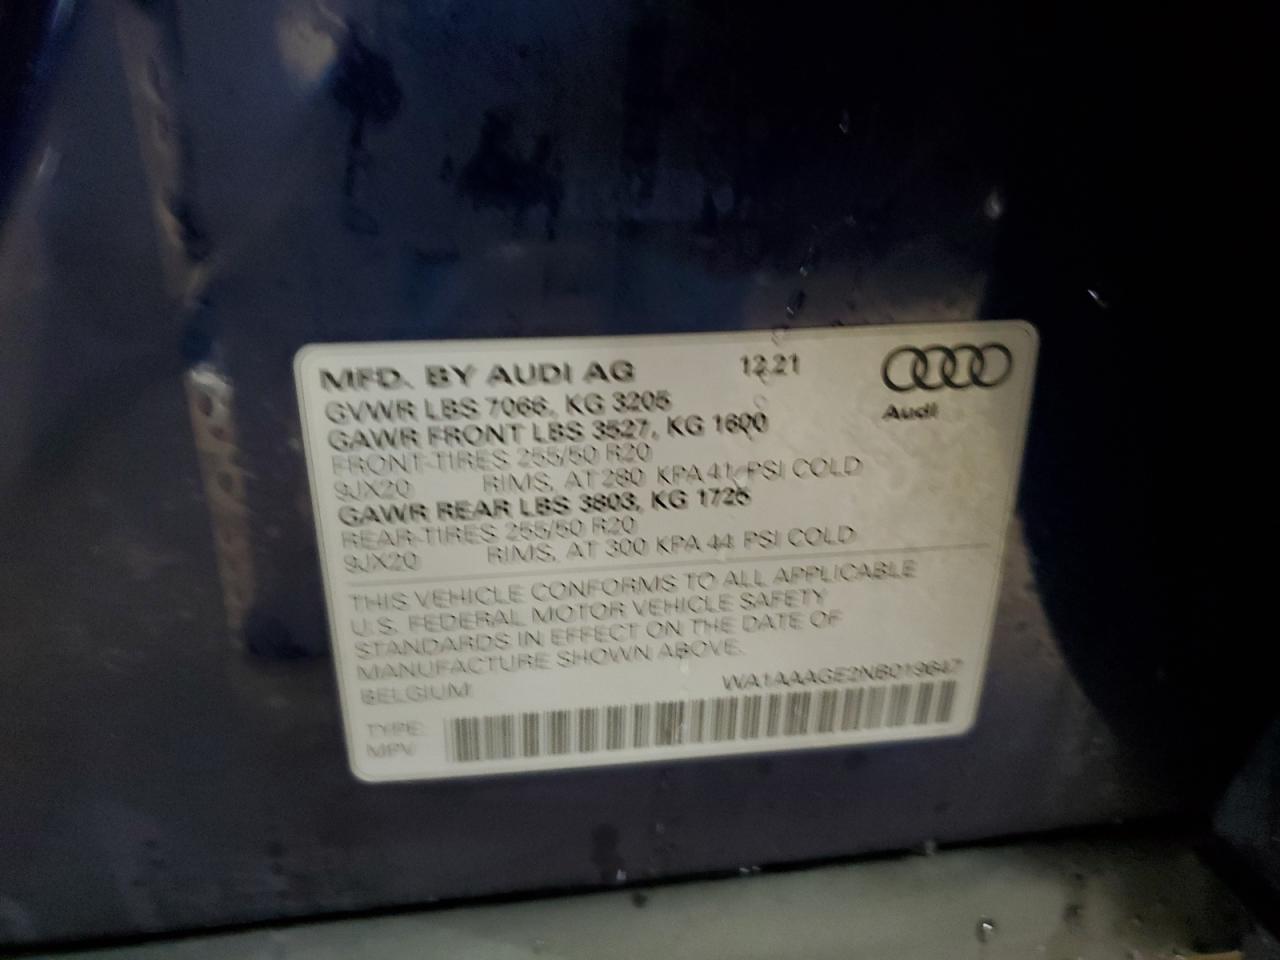 MFD. BY AUDI AG 12.21
Audi
GVWR LBS 7066, KG 3205
GAWR FRONT LBS 3527, KG 1600
FRONT-TIRES 255/50 R20
9JX20 RIMS, AT 280 KPA 41 PSI COLD
GAWR REAR LBS 3803, KG 1725
REAR-TIRES 255/50 R20
9JX20 RIMS, AT 300 KPA 44 PSI COLD
THIS VEHICLE CONFORMS TO ALL APPLICABLE
U.S. FEDERAL MOTOR VEHICLE SAFETY
STANDARDS IN EFFECT ON THE DATE OF
MANUFACTURE SHOWN ABOVE.
BELGIUM WA1AAAGE2NB019647
TYPE:
MPV